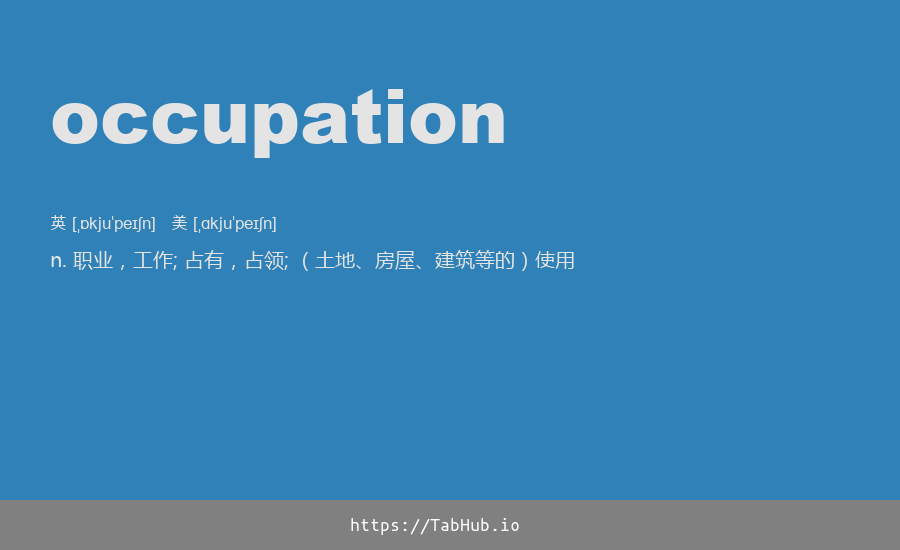 occupation
英 [ˌɒkjuˈpeɪʃn] 美 [ˌɑkjuˈpeɪʃn]
n. 职业，工作; 占有，占领; （土地、房屋、建筑等的）使用
https://TabHub.io